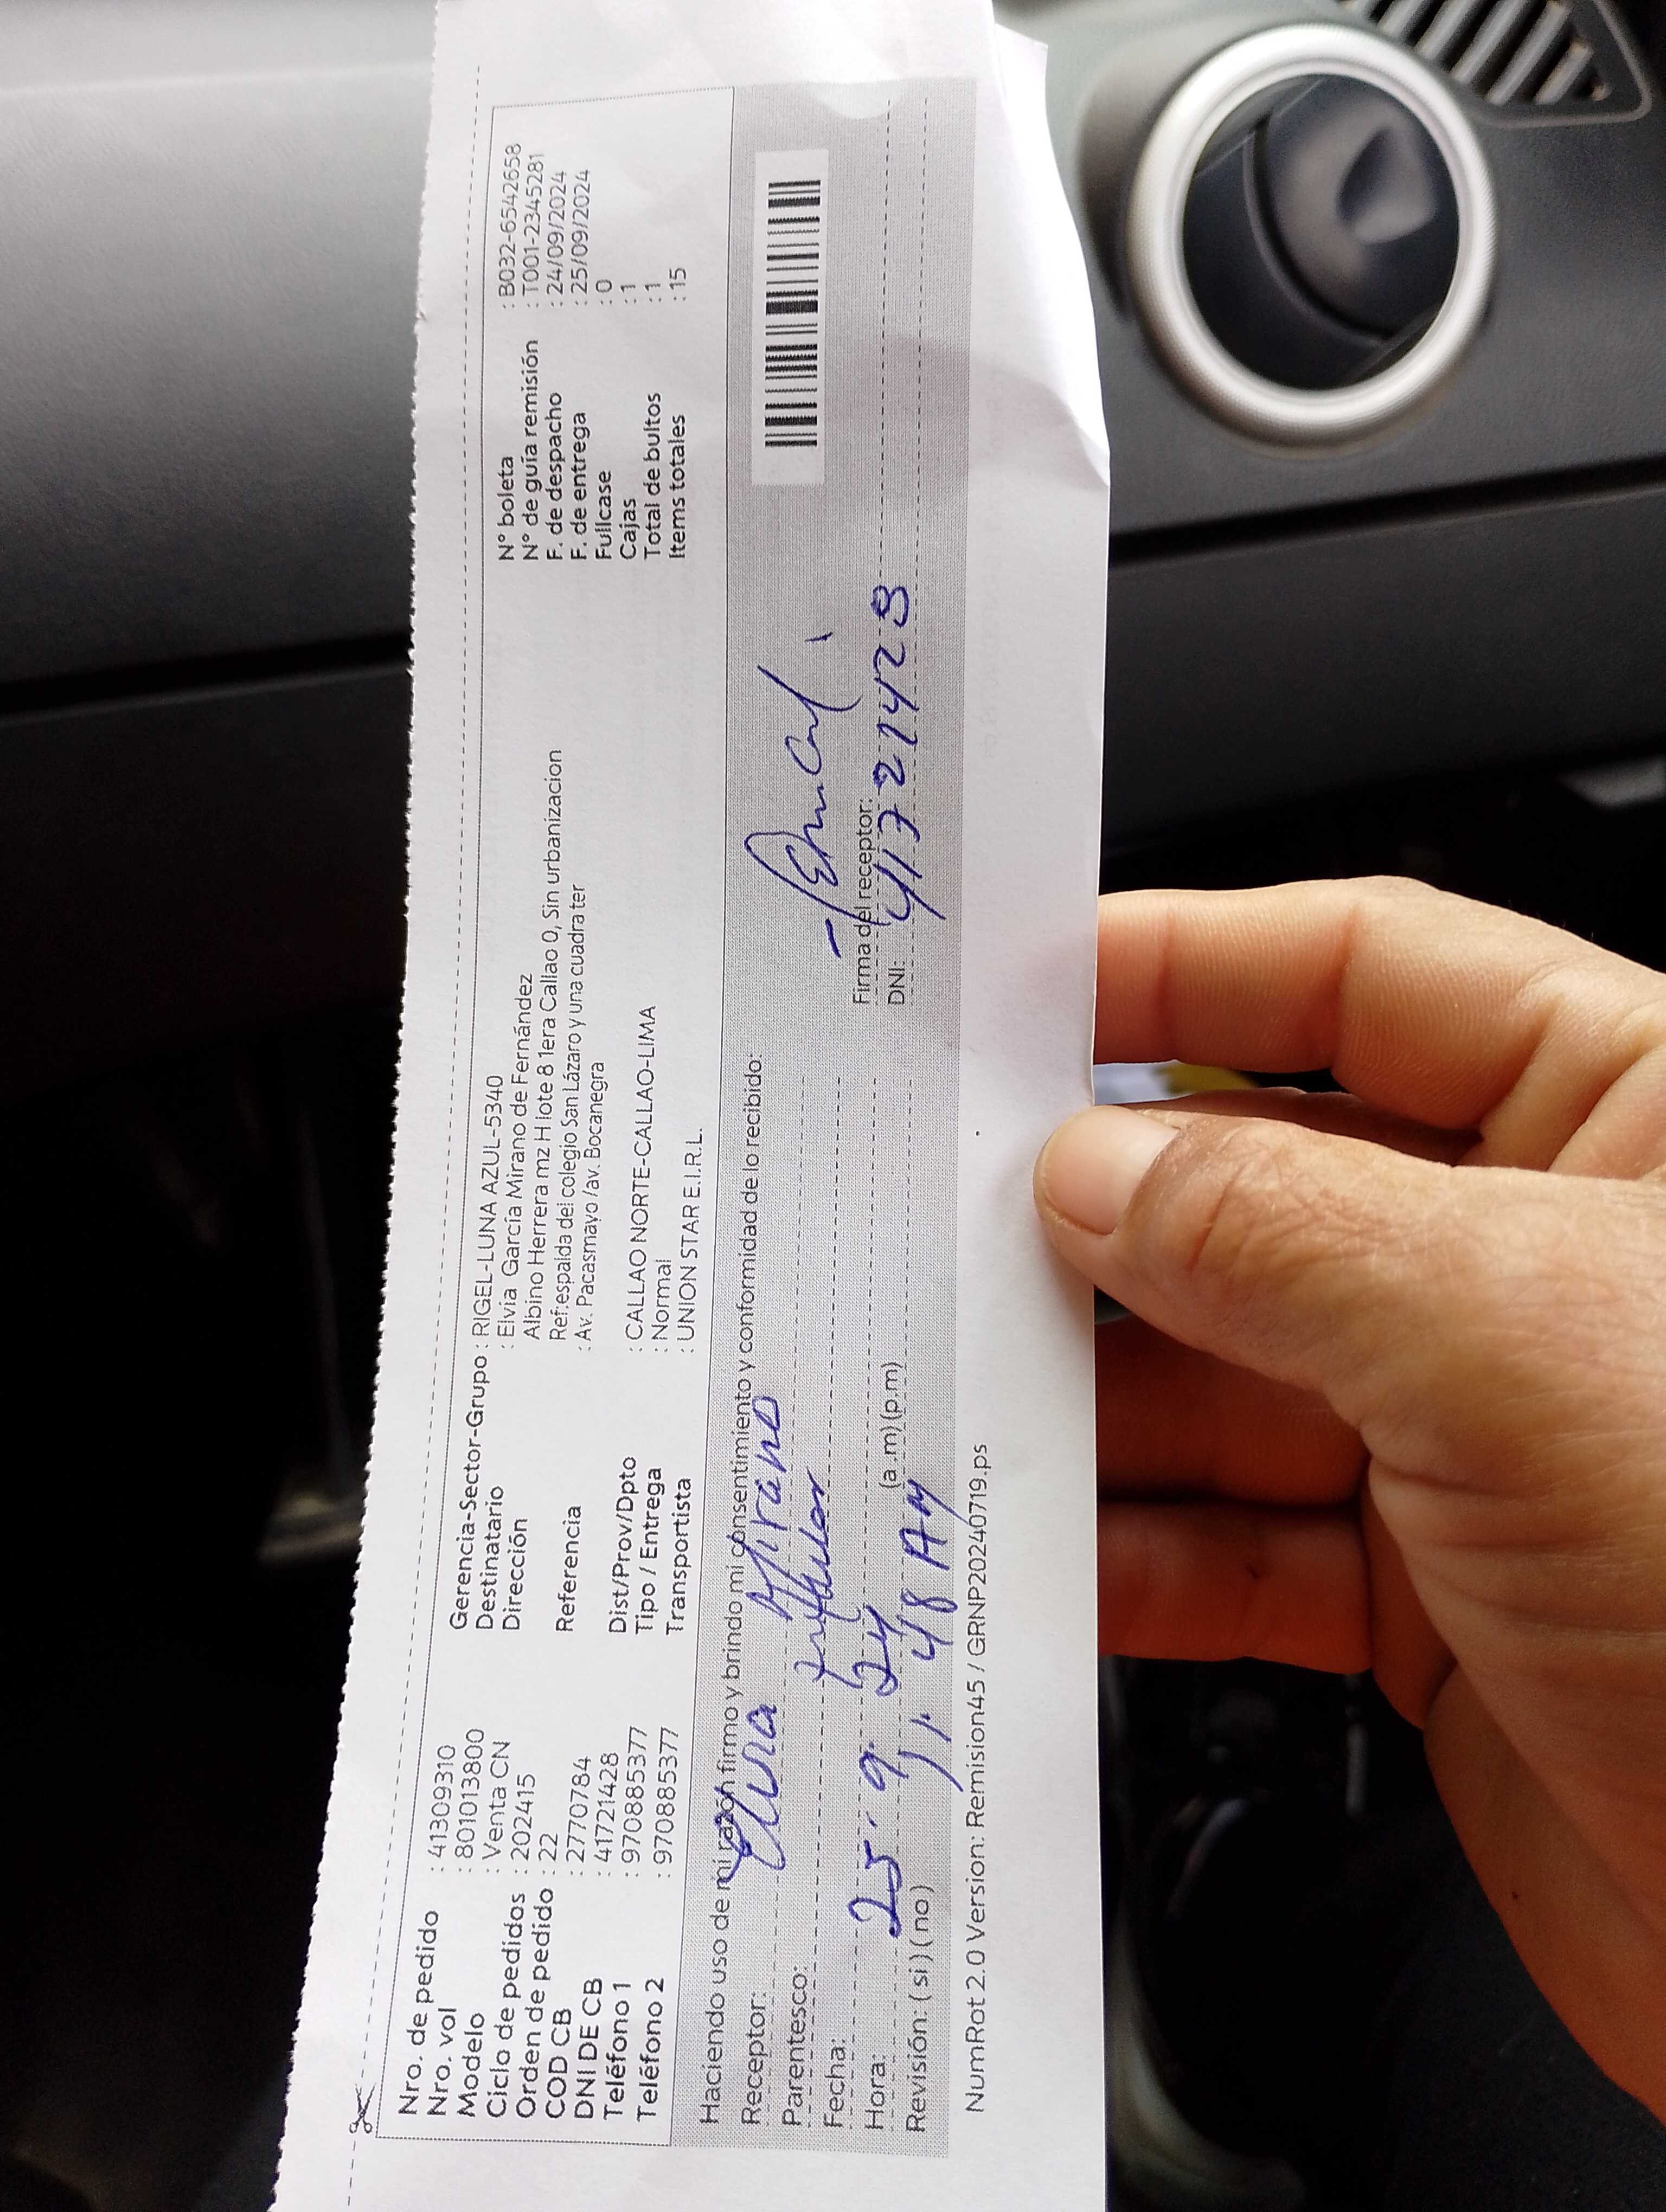 Nro. de pedido : 41309310
Nro. vol : 801013800
Modelo : Venta CN
Ciclo de pedidos : 202415
Orden de pedido : 22
COD CB : 27770784
DNI DE CB : 41721428
Teléfono 1 : 970885377
Teléfono 2 : 970885377
Gerencia-Sector-Grupo : RIGEL-LUNA AZUL-5340
Destinatario : Elvia García Mirano de Fernández
Dirección Albino Herrera mz H lote 8 1era Callao 0, Sin urbanizacion
Ref:espalda del colegio San Lázaro y una cuadra ter
Referencia : Av. Pacasmayo /av. Bocanegra
Dist/Prov/Dpto : CALLAO NORTE-CALLAO-LIMA
Tipo / Entrega : Normal
Transportista : UNION STAR E.I.R.L.
N° boleta : B032-6542658
N° de guía remisión : T001-2345281
F. de despacho : 24/09/2024
F. de entrega : 25/09/2024
Fullcase : 0
Cajas : 1
Total de bultos : 1
Items totales : 15
Haciendo uso de mi razón firmo y brindo mi consentimiento y conformidad de lo recibido:
Receptor: Mirano
Parentesco:
Fecha: 25. 9. 24
Hora: 11. 48 AM (a.m) (p.m)
Revisión: (si) (no)
Firma del receptor:
DNI: 41721428
NumRot 2.0 Version: Remision45 / GRNP20240719.ps